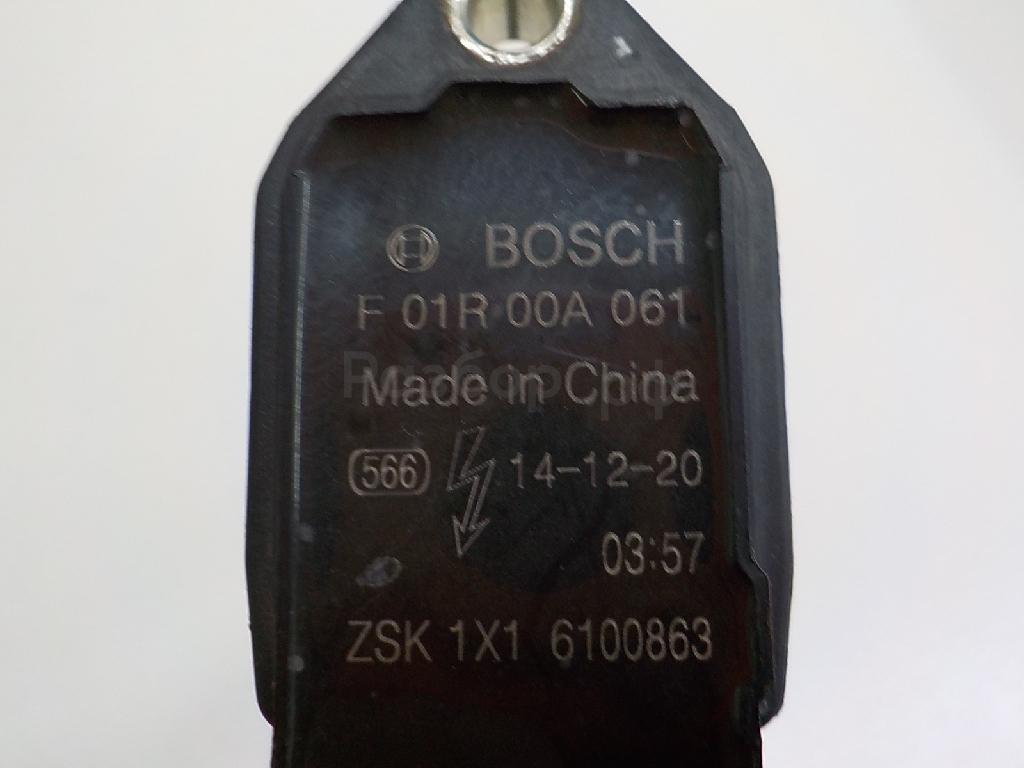 BOSCH
F 01R 00A 061
Made in China
566 14-12-20
03:57
ZSK 1X1 6100863